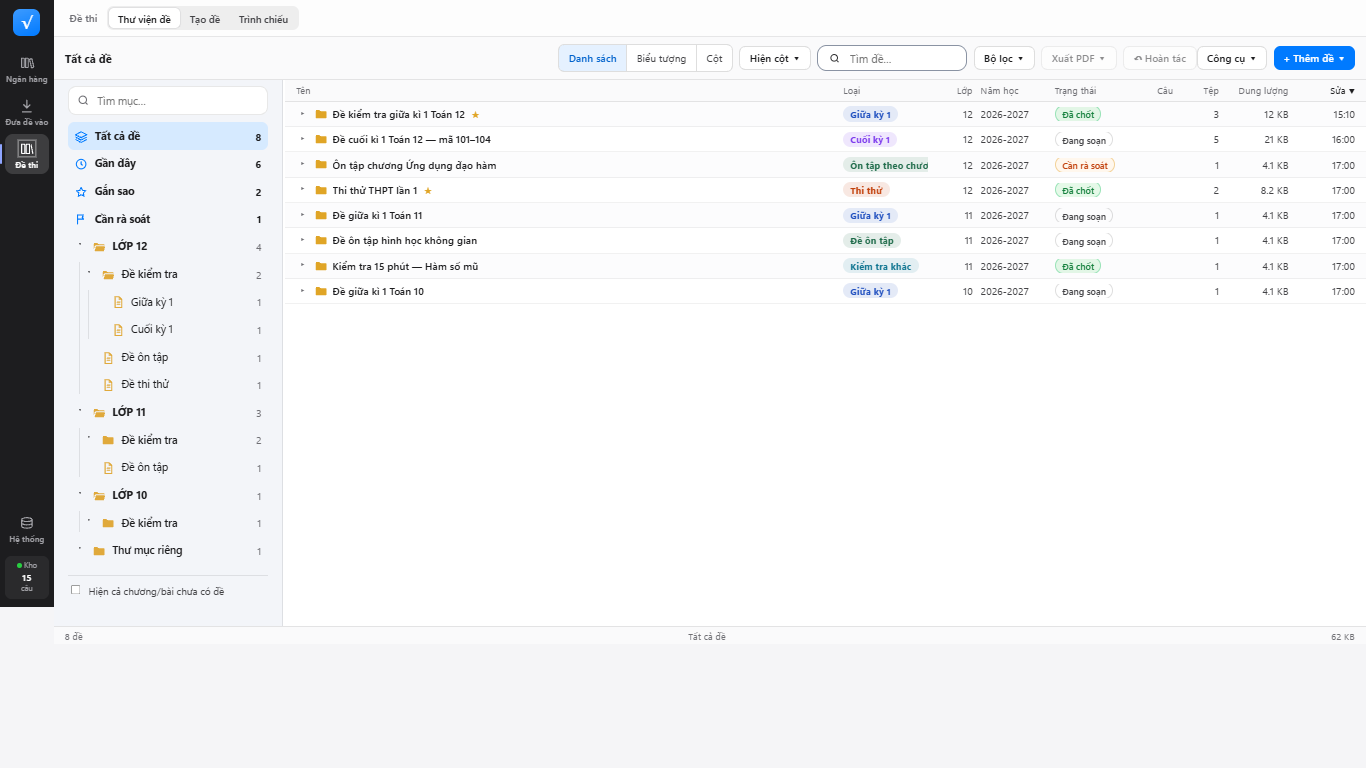 √
Ngân hàng
Đưa đề vào
Đề thi
Hệ thống
Kho
15
câu
Đề thi Thư viện đề Tạo đề Trình chiếu
Tất cả đề Danh sách Biểu tượng Cột Hiện cột ▾ Tìm đề... Bộ lọc ▾ Xuất PDF ▾ ↶ Hoàn tác Công cụ ▾ + Thêm đề ▾
Tìm mục...
Tất cả đề 8
Gần đây 6
Gắn sao 2
Cần rà soát 1
LỚP 12 4
Đề kiểm tra 2
Giữa kỳ 1 1
Cuối kỳ 1 1
Đề ôn tập 1
Đề thi thử 1
LỚP 11 3
Đề kiểm tra 2
Đề ôn tập 1
LỚP 10 1
Đề kiểm tra 1
Thư mục riêng 1
Hiện cả chương/bài chưa có đề
Tên Loại Lớp Năm học Trạng thái Câu Tệp Dung lượng Sửa ▼
Đề kiểm tra giữa kì 1 Toán 12 ★ Giữa kỳ 1 12 2026-2027 Đã chốt 3 12 KB 15:10
Đề cuối kì 1 Toán 12 — mã 101–104 Cuối kỳ 1 12 2026-2027 Đang soạn 5 21 KB 16:00
Ôn tập chương Ứng dụng đạo hàm Ôn tập theo chươ 12 2026-2027 Cần rà soát 1 4.1 KB 17:00
Thi thử THPT lần 1 ★ Thi thử 12 2026-2027 Đã chốt 2 8.2 KB 17:00
Đề giữa kì 1 Toán 11 Giữa kỳ 1 11 2026-2027 Đang soạn 1 4.1 KB 17:00
Đề ôn tập hình học không gian Đề ôn tập 11 2026-2027 Đang soạn 1 4.1 KB 17:00
Kiểm tra 15 phút — Hàm số mũ Kiểm tra khác 11 2026-2027 Đã chốt 1 4.1 KB 17:00
Đề giữa kì 1 Toán 10 Giữa kỳ 1 10 2026-2027 Đang soạn 1 4.1 KB 17:00
8 đề Tất cả đề 62 KB